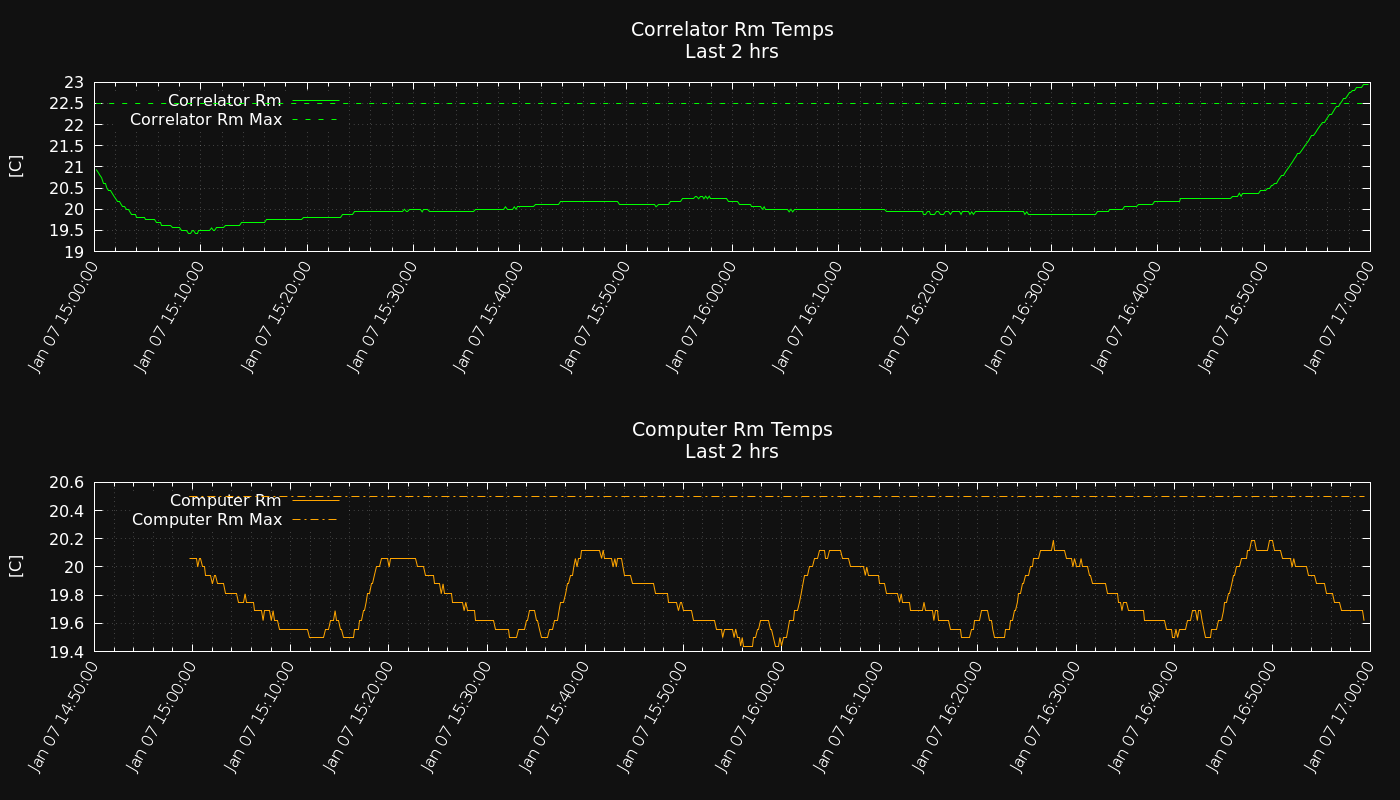 Correlator Rm Temps
Last 2 hrs
[C]
23
22.5
22
21.5
21
20.5
20
19.5
19
Correlator Rm
Correlator Rm Max
Jan 07 15:00:00
Jan 07 15:10:00
Jan 07 15:20:00
Jan 07 15:30:00
Jan 07 15:40:00
Jan 07 15:50:00
Jan 07 16:00:00
Jan 07 16:10:00
Jan 07 16:20:00
Jan 07 16:30:00
Jan 07 16:40:00
Jan 07 16:50:00
Jan 07 17:00:00
Computer Rm Temps
Last 2 hrs
[C]
20.6
20.4
20.2
20
19.8
19.6
19.4
Computer Rm
Computer Rm Max
Jan 07 14:50:00
Jan 07 15:00:00
Jan 07 15:10:00
Jan 07 15:20:00
Jan 07 15:30:00
Jan 07 15:40:00
Jan 07 15:50:00
Jan 07 16:00:00
Jan 07 16:10:00
Jan 07 16:20:00
Jan 07 16:30:00
Jan 07 16:40:00
Jan 07 16:50:00
Jan 07 17:00:00